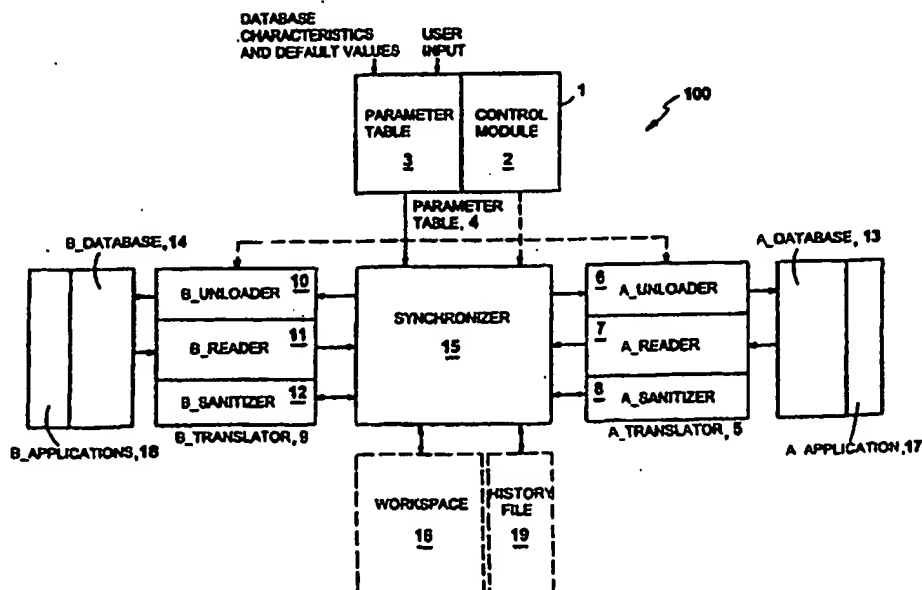 DATABASE
CHARACTERISTICS
AND DEFAULT VALUES
USER
INPUT
1
100
PARAMETER
TABLE
3
CONTROL
MODULE
2
PARAMETER
TABLE, 4
B_DATABASE, 14
A_DATABASE, 13
B_UNLOADER 10
B_READER 11
B_SANITIZER 12
SYNCHRONIZER
15
6 A_UNLOADER
7 A_READER
8 A_SANITIZER
B_APPLICATIONS, 18
B_TRANSLATOR, 9
A_TRANSLATOR, 5
A_APPLICATION, 17
WORKSPACE
16
HISTORY
FILE
19